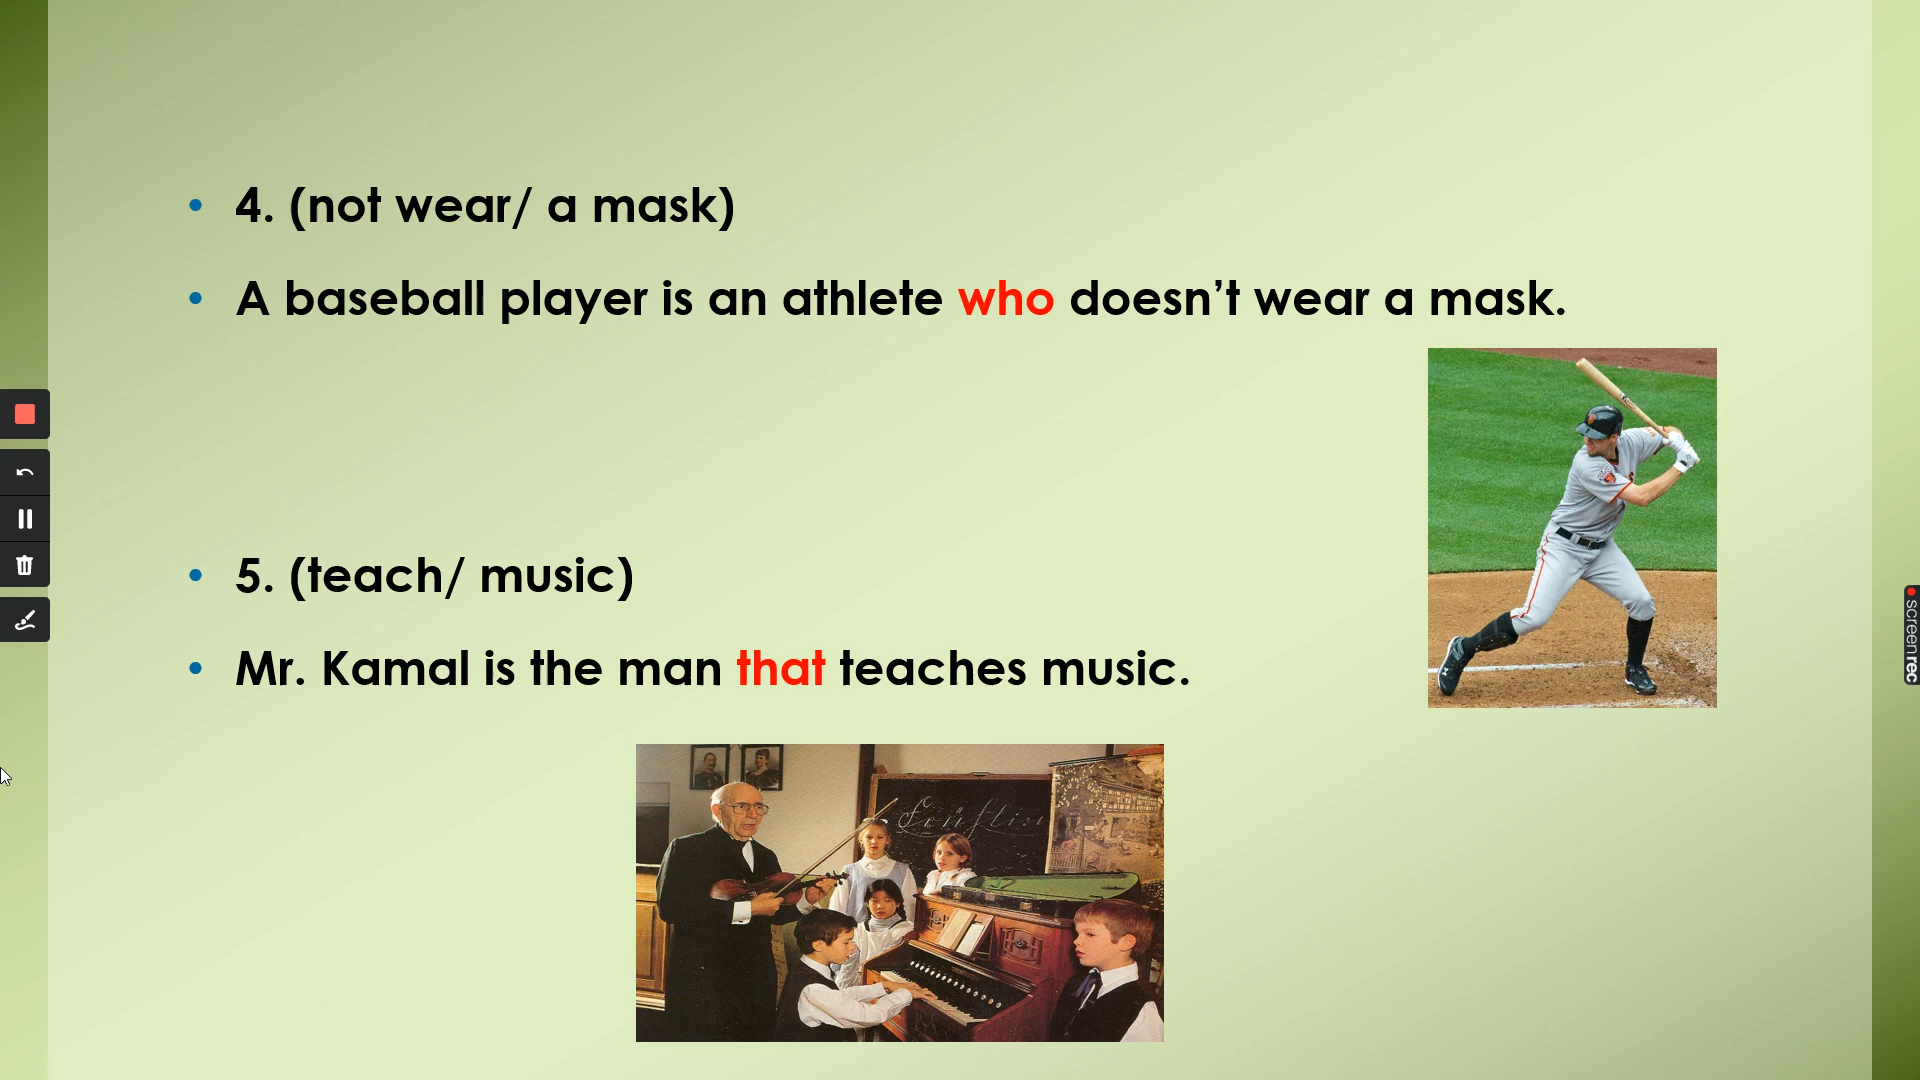 • 4. (not wear/ a mask)
• A baseball player is an athlete who doesn’t wear a mask.
• 5. (teach/ music)
• Mr. Kamal is the man that teaches music.
screenrec